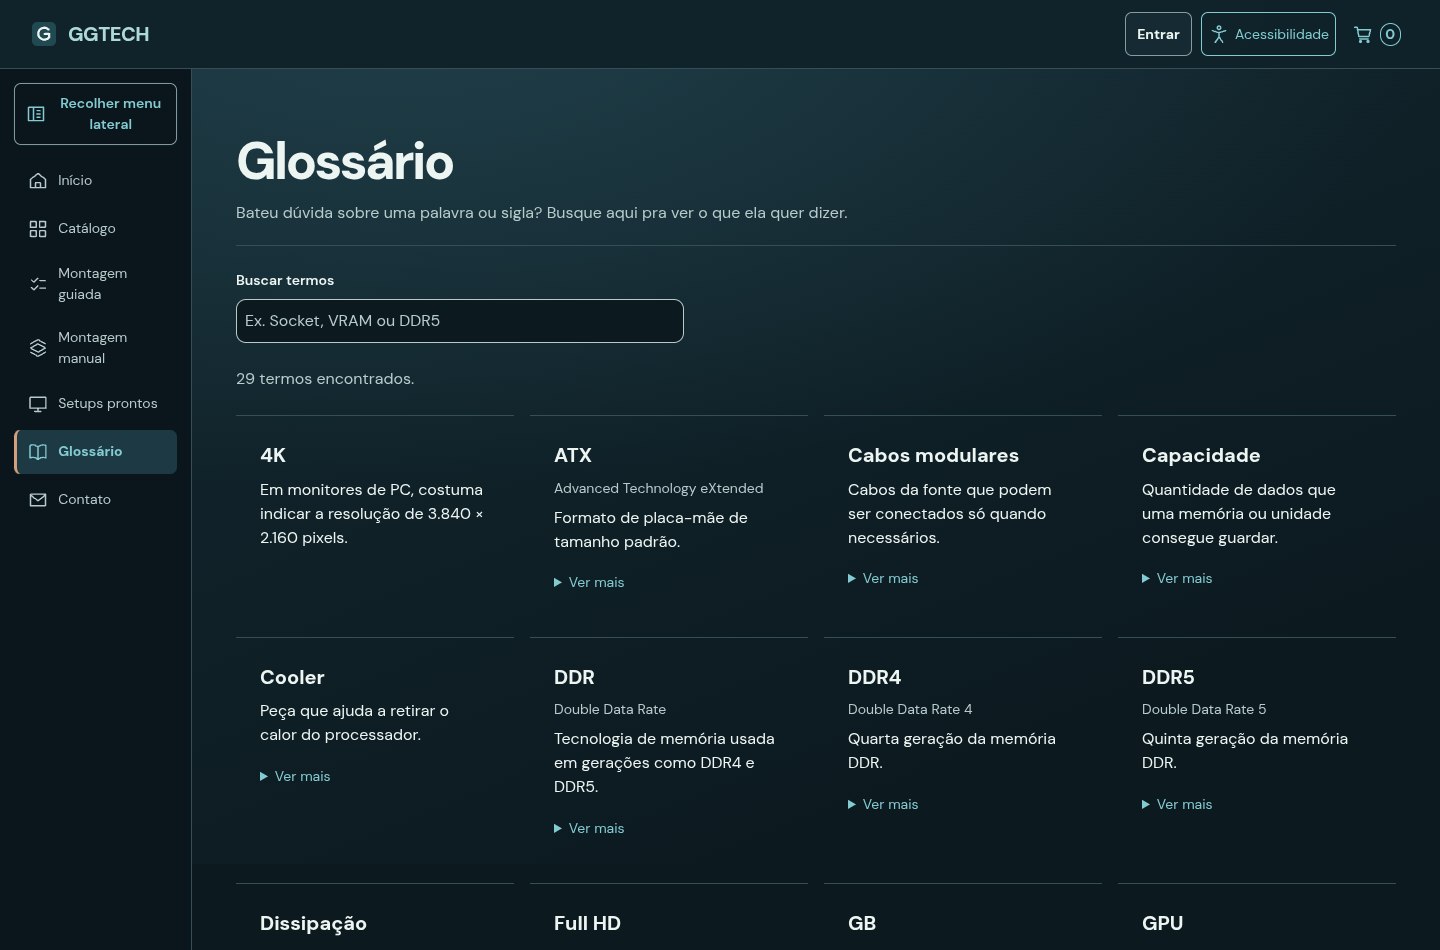 G GGTECH
Entrar
Acessibilidade
0
Recolher menu
lateral
Início
Catálogo
Montagem
guiada
Montagem
manual
Setups prontos
Glossário
Contato
Glossário
Bateu dúvida sobre uma palavra ou sigla? Busque aqui pra ver o que ela quer dizer.
Buscar termos
Ex. Socket, VRAM ou DDR5
29 termos encontrados.
4K
Em monitores de PC, costuma
indicar a resolução de 3.840 ×
2.160 pixels.
ATX
Advanced Technology eXtended
Formato de placa-mãe de
tamanho padrão.
Ver mais
Cabos modulares
Cabos da fonte que podem
ser conectados só quando
necessários.
Ver mais
Capacidade
Quantidade de dados que
uma memória ou unidade
consegue guardar.
Ver mais
Cooler
Peça que ajuda a retirar o
calor do processador.
Ver mais
DDR
Double Data Rate
Tecnologia de memória usada
em gerações como DDR4 e
DDR5.
Ver mais
DDR4
Double Data Rate 4
Quarta geração da memória
DDR.
Ver mais
DDR5
Double Data Rate 5
Quinta geração da memória
DDR.
Ver mais
Dissipação
Full HD
GB
GPU